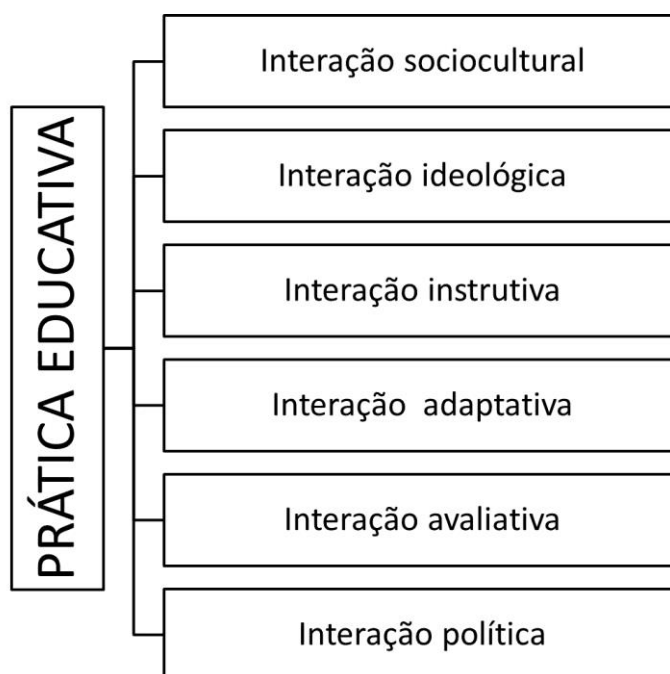 PRÁTICA EDUCATIVA
Interação sociocultural
Interação ideológica
Interação instrutiva
Interação adaptativa
Interação avaliativa
Interação política